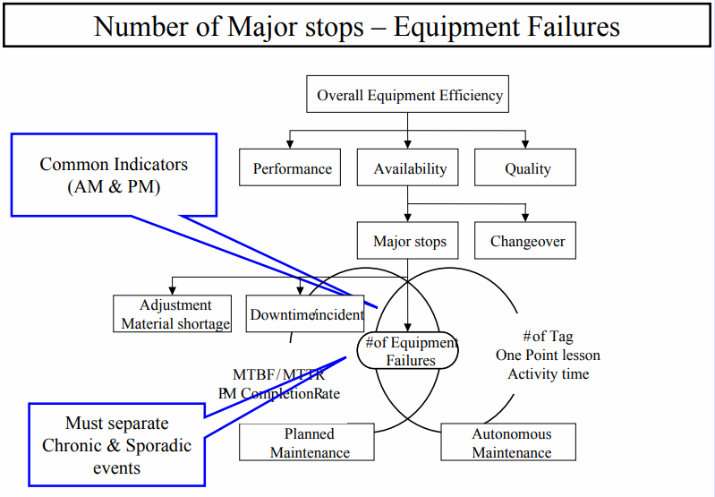 Number of Major stops – Equipment Failures
Overall Equipment Efficiency
Common Indicators
(AM & PM)
Performance
Availability
Quality
Major stops
Changeover
Adjustment
Material shortage
Downtime/incident
# of Equipment
Failures
# of Tag
One Point lesson
Activity time
MTBF / MTTR
PM Completion Rate
Must separate
Chronic & Sporadic
events
Planned
Maintenance
Autonomous
Maintenance